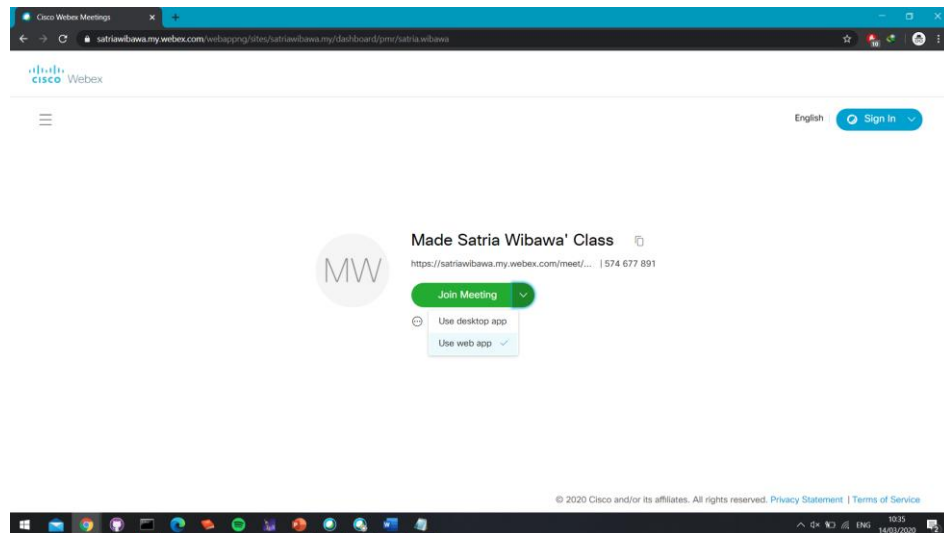 Cisco Webex Meetings
satriawibawa.my.webex.com/webappng/sites/satriawibawa.my/dashboard/pmr/satria.wibawa
10
cisco Webex
English
Sign In
MW
Made Satria Wibawa' Class
https://satriawibawa.my.webex.com/meet/... | 574 677 891
Join Meeting
Use desktop app
Use web app
© 2020 Cisco and/or its affiliates. All rights reserved. Privacy Statement | Terms of Service
ENG
10:35
14/03/2020
2